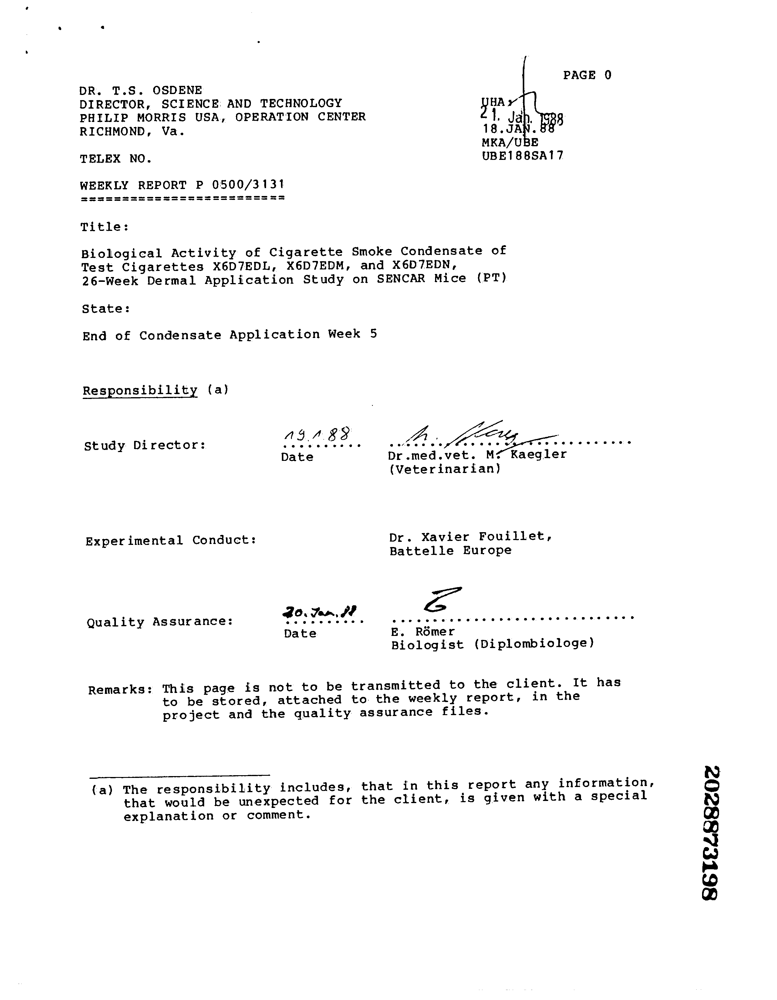 PAGE 0
DR. T.S. OSDENE
DIRECTOR, SCIENCE AND TECHNOLOGY
PHILIP MORRIS USA, OPERATION CENTER
RICHMOND, Va.
UHA
21. Jan. 1988
18.JAN.88
MKA/UBE
UBE188SA17
TELEX NO.
WEEKLY REPORT P 0500/3131
=========================
Title:
Biological Activity of Cigarette Smoke Condensate of
Test Cigarettes X6D7EDL, X6D7EDM, and X6D7EDN,
26-Week Dermal Application Study on SENCAR Mice (PT)
State:
End of Condensate Application Week 5
Responsibility (a)
19.1.88
Study Director: .......... ..............................
Date Dr.med.vet. M. Kaegler
(Veterinarian)
Experimental Conduct: Dr. Xavier Fouillet,
Battelle Europe
20. Jan. 88
Quality Assurance: .......... ..............................
Date E. Römer
Biologist (Diplombiologe)
Remarks: This page is not to be transmitted to the client. It has
to be stored, attached to the weekly report, in the
project and the quality assurance files.
(a) The responsibility includes, that in this report any information,
that would be unexpected for the client, is given with a special
explanation or comment.
2028873198